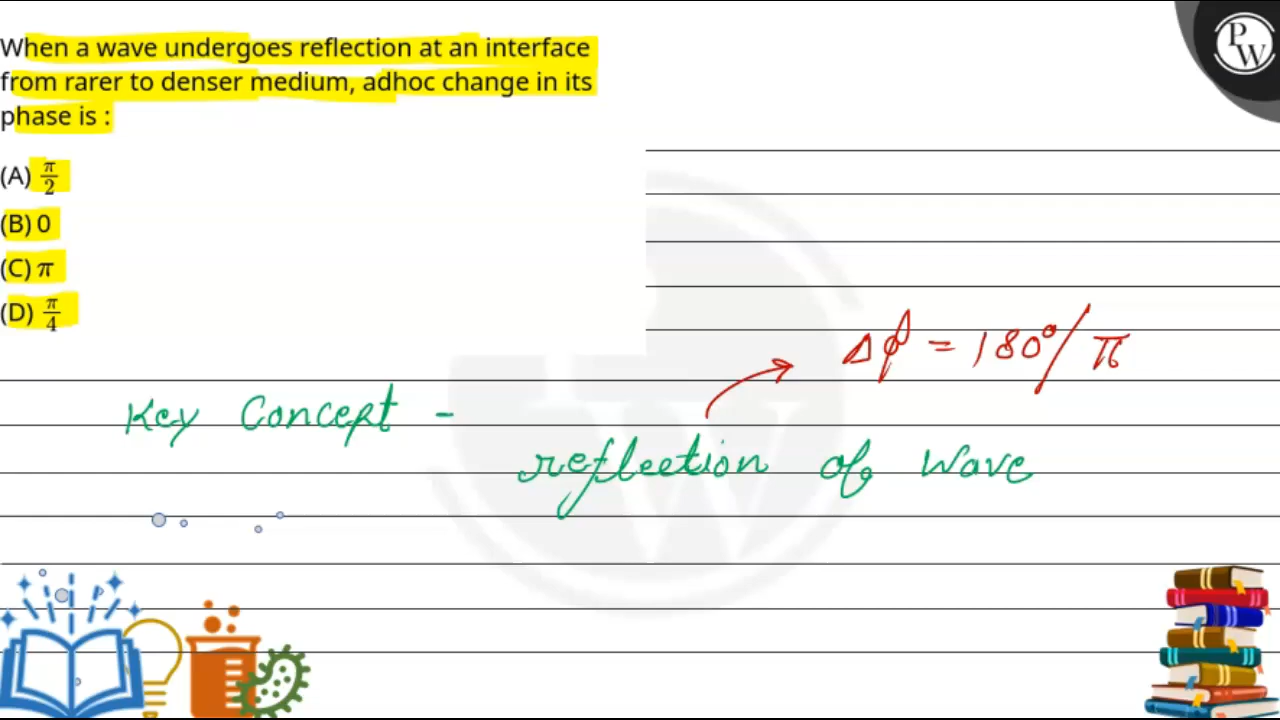 When a wave undergoes reflection at an interface
from rarer to denser medium, adhoc change in its
phase is :
(A) π/2
(B) 0
(C) π
(D) π/4
PW
Δφ = 180°/π
Key Concept -
reflection of wave